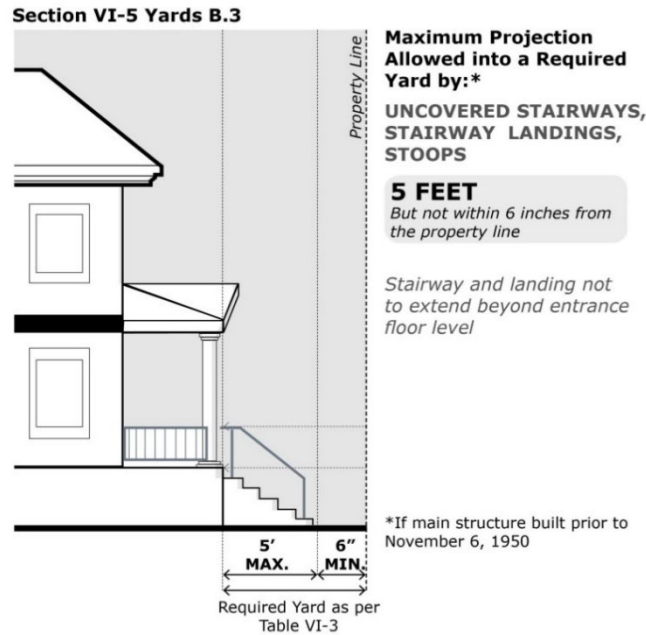 Section VI-5 Yards B.3
Property Line
Maximum Projection
Allowed into a Required
Yard by:*
UNCOVERED STAIRWAYS,
STAIRWAY LANDINGS,
STOOPS
5 FEET
But not within 6 inches from
the property line
Stairway and landing not
to extend beyond entrance
floor level
*If main structure built prior to
November 6, 1950
5′
MAX.
6″
MIN.
Required Yard as per
Table VI-3